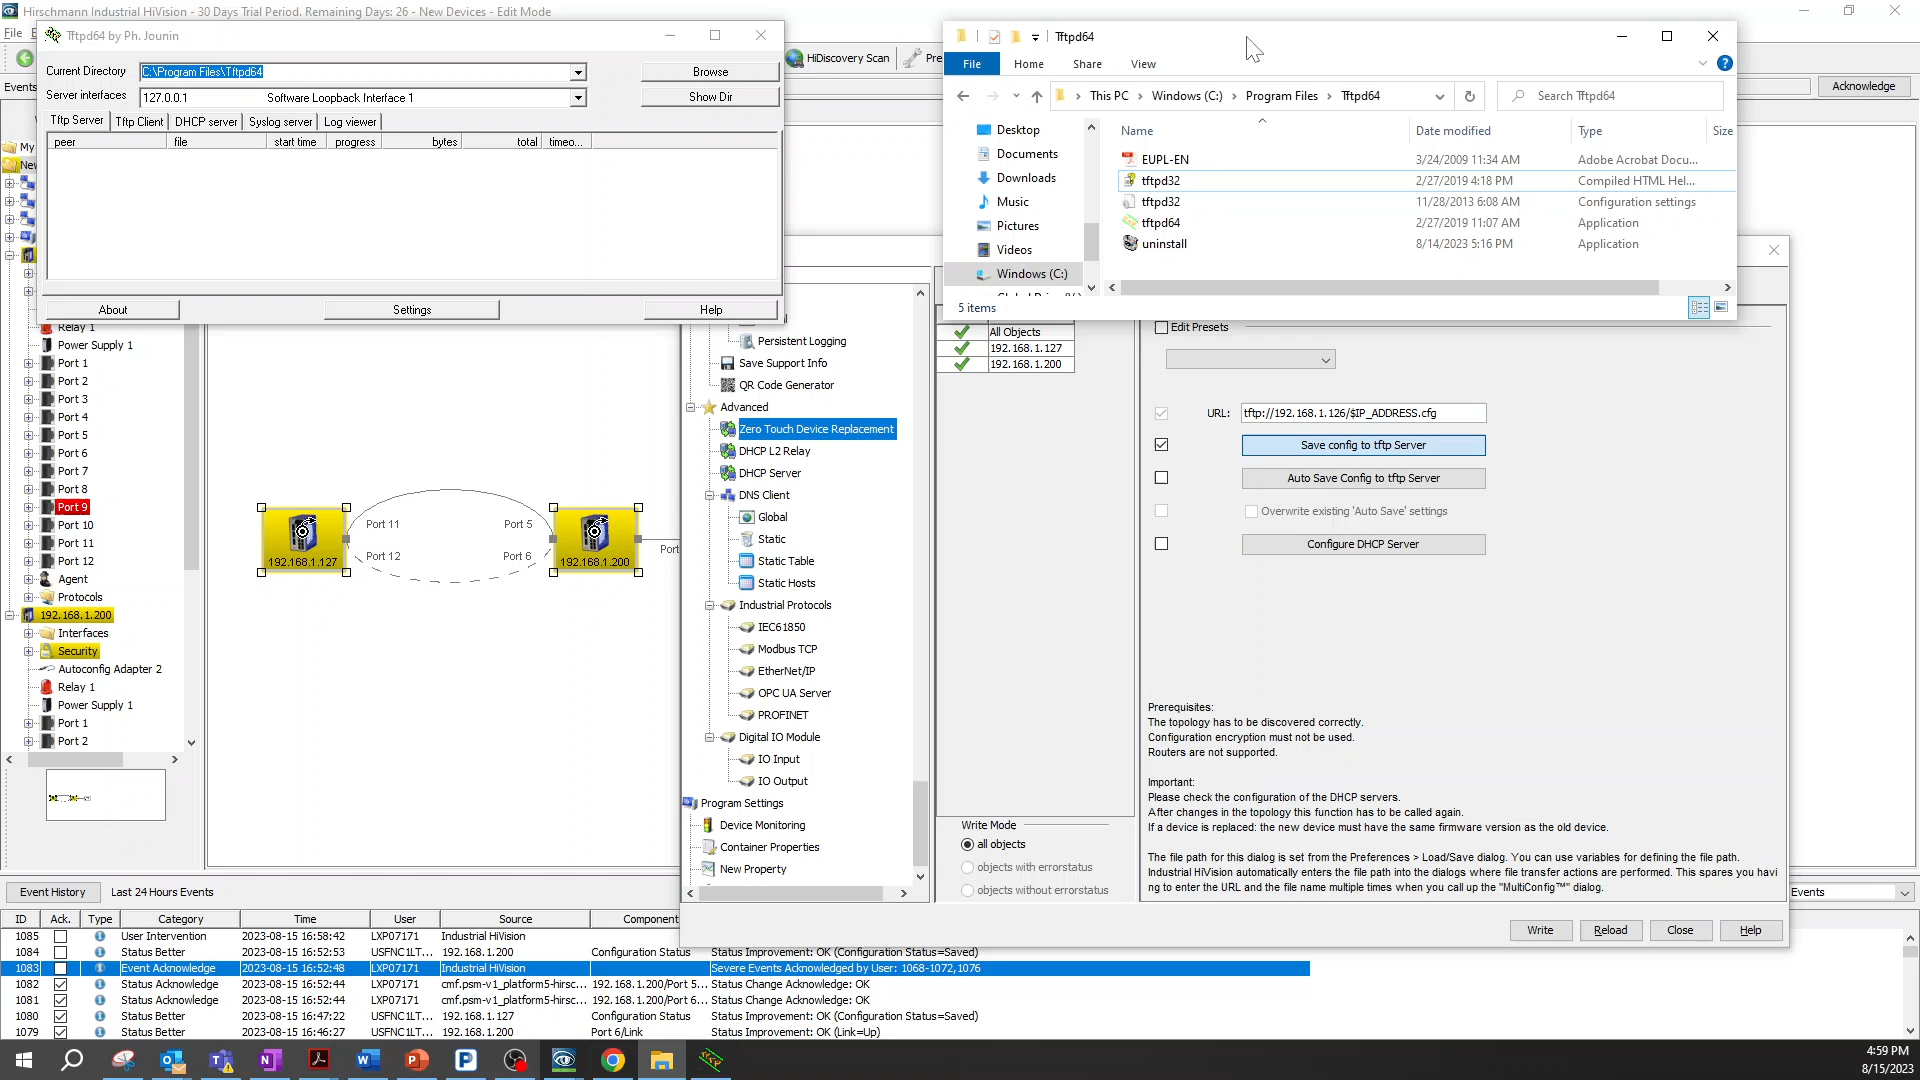 Hirschmann Industrial HiVision - 30 Days Trial Period. Remaining Days: 26 - New Devices - Edit Mode
File
Tftpd64 by Ph. Jounin
Current Directory
C:\Program Files\Tftpd64
Browse
Server interfaces
127.0.0.1 Software Loopback Interface 1
Show Dir
Tftp Server
Tftp Client
DHCP server
Syslog server
Log viewer
peer
file
start time
progress
bytes
total
timeo...
About
Settings
Help
HiDiscovery Scan
Pre
Events
Acknowledge
My
New
Tftpd64
File
Home
Share
View
This PC
Windows (C:)
Program Files
Tftpd64
Search Tftpd64
Desktop
Documents
Downloads
Music
Pictures
Videos
Windows (C:)
Name
Date modified
Type
Size
EUPL-EN 3/24/2009 11:34 AM Adobe Acrobat Docu...
tftpd32 2/27/2019 4:18 PM Compiled HTML Hel...
tftpd32 11/28/2013 6:08 AM Configuration settings
tftpd64 2/27/2019 11:07 AM Application
uninstall 8/14/2023 5:16 PM Application
5 items
Relay 1
Power Supply 1
Port 1
Port 2
Port 3
Port 4
Port 5
Port 6
Port 7
Port 8
Port 9
Port 10
Port 11
Port 12
Agent
Protocols
192.168.1.200
Interfaces
Security
Autoconfig Adapter 2
Relay 1
Power Supply 1
Port 1
Port 2
192.168.1.127
Port 11
Port 12
Port 5
Port 6
192.168.1.200
Port
Persistent Logging
Save Support Info
QR Code Generator
Advanced
Zero Touch Device Replacement
DHCP L2 Relay
DHCP Server
DNS Client
Global
Static
Static Table
Static Hosts
Industrial Protocols
IEC61850
Modbus TCP
EtherNet/IP
OPC UA Server
PROFINET
Digital IO Module
IO Input
IO Output
Program Settings
Device Monitoring
Container Properties
New Property
All Objects
192.168.1.127
192.168.1.200
Write Mode
all objects
objects with errorstatus
objects without errorstatus
Edit Presets
URL:
tftp://192.168.1.126/$IP_ADDRESS.cfg
Save config to tftp Server
Auto Save Config to tftp Server
Overwrite existing 'Auto Save' settings
Configure DHCP Server
Prerequisites:
The topology has to be discovered correctly.
Configuration encryption must not be used.
Routers are not supported.
Important:
Please check the configuration of the DHCP servers.
After changes in the topology this function has to be called again.
If a device is replaced: the new device must have the same firmware version as the old device.
The file path for this dialog is set from the Preferences > Load/Save dialog. You can use variables for defining the file path.
Industrial HiVision automatically enters the file path into the dialogs where file transfer actions are performed. This spares you havi
ng to enter the URL and the file name multiple times when you call up the "MultiConfig™" dialog.
Write
Reload
Close
Help
Event History
Last 24 Hours Events
Events
ID Ack. Type Category Time User Source Component
1085 User Intervention 2023-08-15 16:58:42 LXP07171 Industrial HiVision
1084 Status Better 2023-08-15 16:52:53 USFNC1LT... 192.168.1.200 Configuration Status Status Improvement: OK (Configuration Status=Saved)
1083 Event Acknowledge 2023-08-15 16:52:48 LXP07171 Industrial HiVision Severe Events Acknowledged by User: 1068-1072,1076
1082 Status Acknowledge 2023-08-15 16:52:44 LXP07171 cmf.psm-v1_platform5-hirsc... 192.168.1.200/Port 5... Status Change Acknowledge: OK
1081 Status Acknowledge 2023-08-15 16:52:44 LXP07171 cmf.psm-v1_platform5-hirsc... 192.168.1.200/Port 6... Status Change Acknowledge: OK
1080 Status Better 2023-08-15 16:47:22 USFNC1LT... 192.168.1.127 Configuration Status Status Improvement: OK (Configuration Status=Saved)
1079 Status Better 2023-08-15 16:46:27 USFNC1LT... 192.168.1.200 Port 6/Link Status Improvement: OK (Link=Up)
4:59 PM
8/15/2023